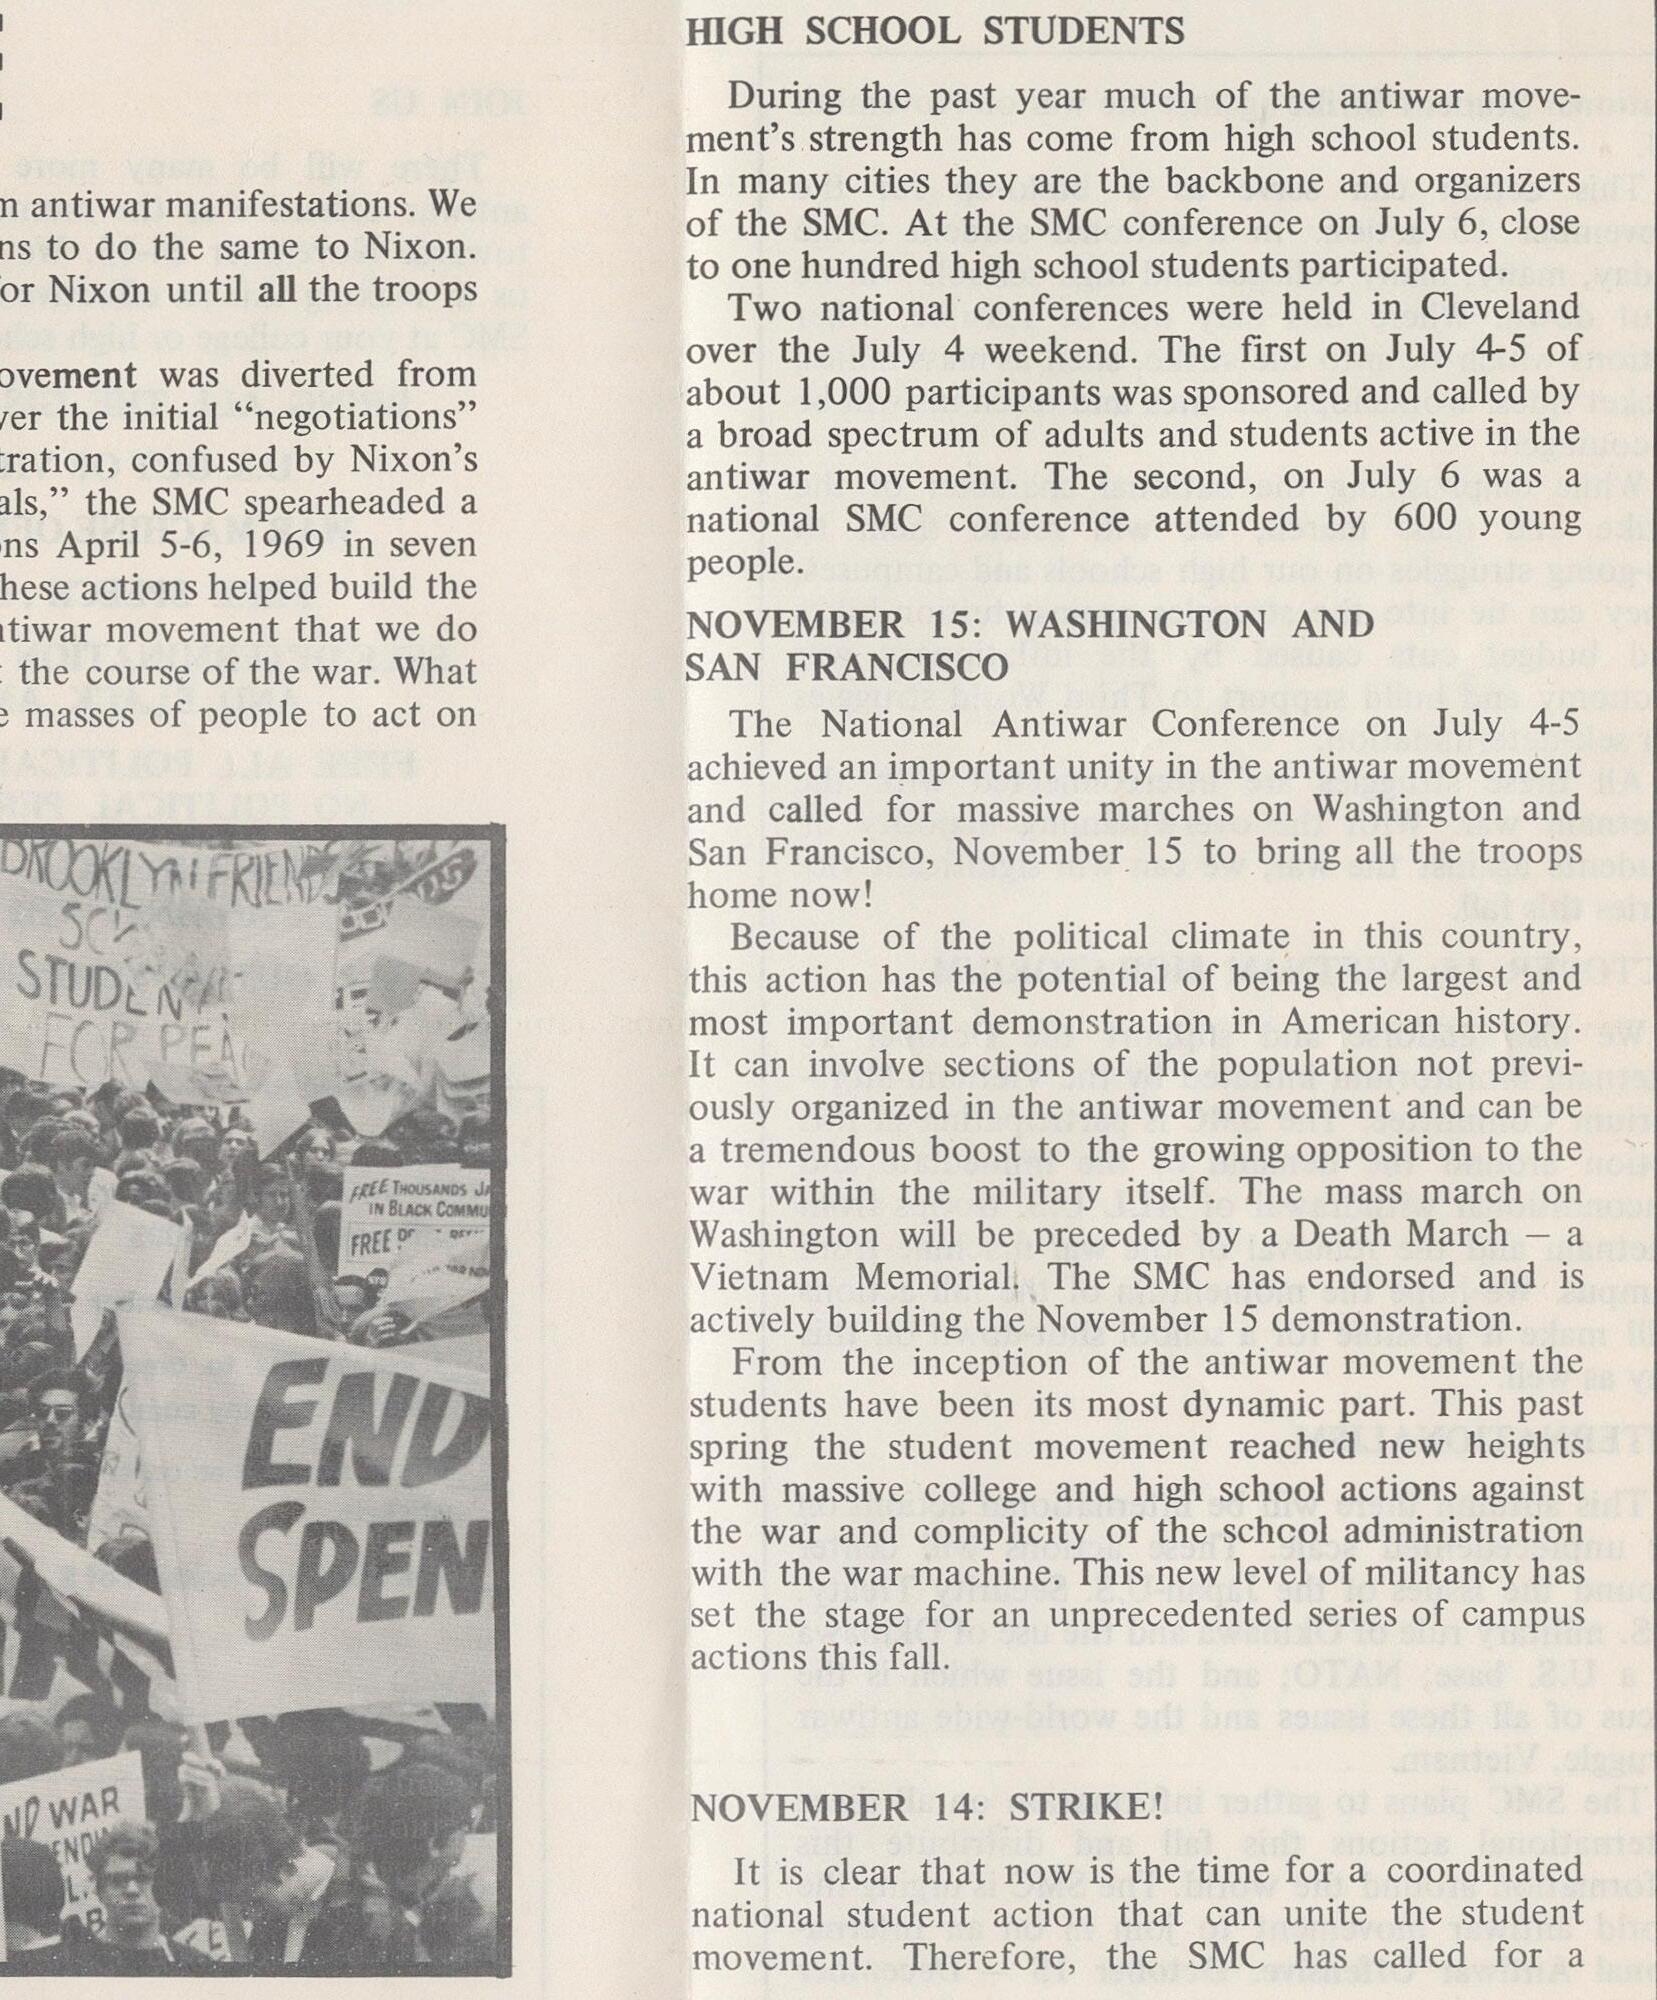 m antiwar manifestations. We
ns to do the same to Nixon.
or Nixon until all the troops
ovement was diverted from
ver the initial “negotiations”
tration, confused by Nixon’s
als,” the SMC spearheaded a
ons April 5-6, 1969 in seven
hese actions helped build the
ntiwar movement that we do
t the course of the war. What
e masses of people to act on
BROOKLYN FRIENDS
STUDENT
FOR PEA
FREE THOUSANDS JA
IN BLACK COMMU
FREE
END
SPEN
ND WAR
HIGH SCHOOL STUDENTS
During the past year much of the antiwar move-
ment’s strength has come from high school students.
In many cities they are the backbone and organizers
of the SMC. At the SMC conference on July 6, close
to one hundred high school students participated.
Two national conferences were held in Cleveland
over the July 4 weekend. The first on July 4-5 of
about 1,000 participants was sponsored and called by
a broad spectrum of adults and students active in the
antiwar movement. The second, on July 6 was a
national SMC conference attended by 600 young
people.
NOVEMBER 15: WASHINGTON AND
SAN FRANCISCO
The National Antiwar Conference on July 4-5
achieved an important unity in the antiwar movement
and called for massive marches on Washington and
San Francisco, November 15 to bring all the troops
home now!
Because of the political climate in this country,
this action has the potential of being the largest and
most important demonstration in American history.
It can involve sections of the population not previ-
ously organized in the antiwar movement and can be
a tremendous boost to the growing opposition to the
war within the military itself. The mass march on
Washington will be preceded by a Death March – a
Vietnam Memorial. The SMC has endorsed and is
actively building the November 15 demonstration.
From the inception of the antiwar movement the
students have been its most dynamic part. This past
spring the student movement reached new heights
with massive college and high school actions against
the war and complicity of the school administration
with the war machine. This new level of militancy has
set the stage for an unprecedented series of campus
actions this fall.
NOVEMBER 14: STRIKE!
It is clear that now is the time for a coordinated
national student action that can unite the student
movement. Therefore, the SMC has called for a